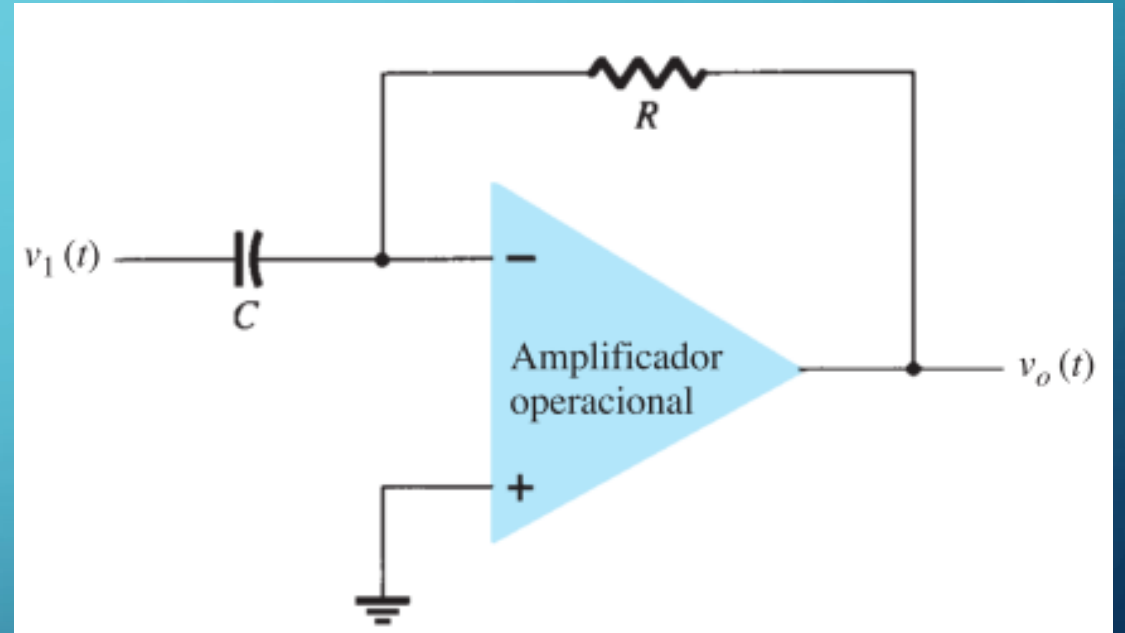 R
v₁ (t)
−
C
Amplificador
operacional
vₒ (t)
+